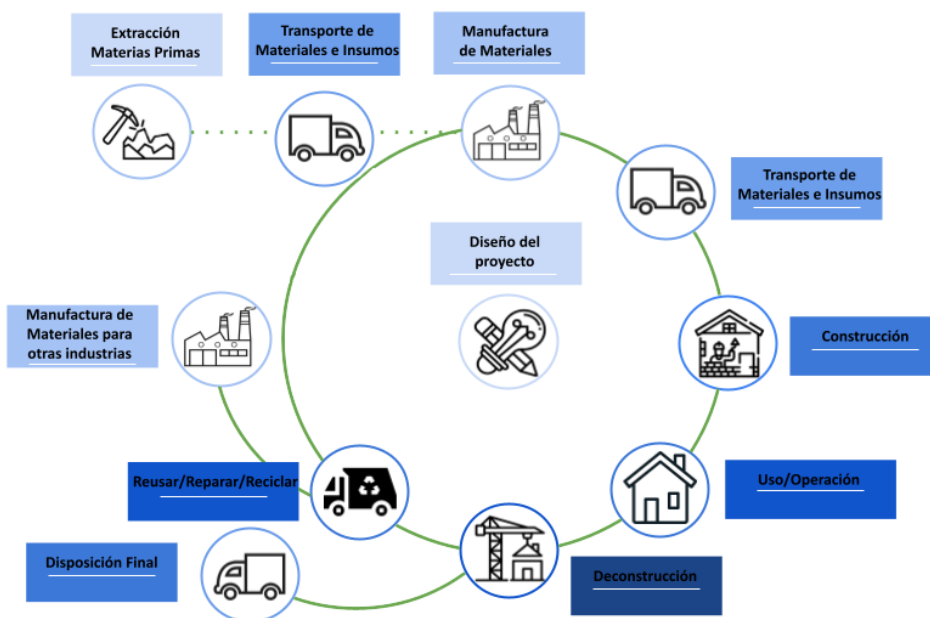 Extracción
Materias Primas
Transporte de
Materiales e Insumos
Manufactura
de Materiales
Transporte de
Materiales e Insumos
Diseño del
proyecto
Manufactura de
Materiales para
otras industrias
Construcción
Reusar/Reparar/Reciclar
Uso/Operación
Disposición Final
Deconstrucción